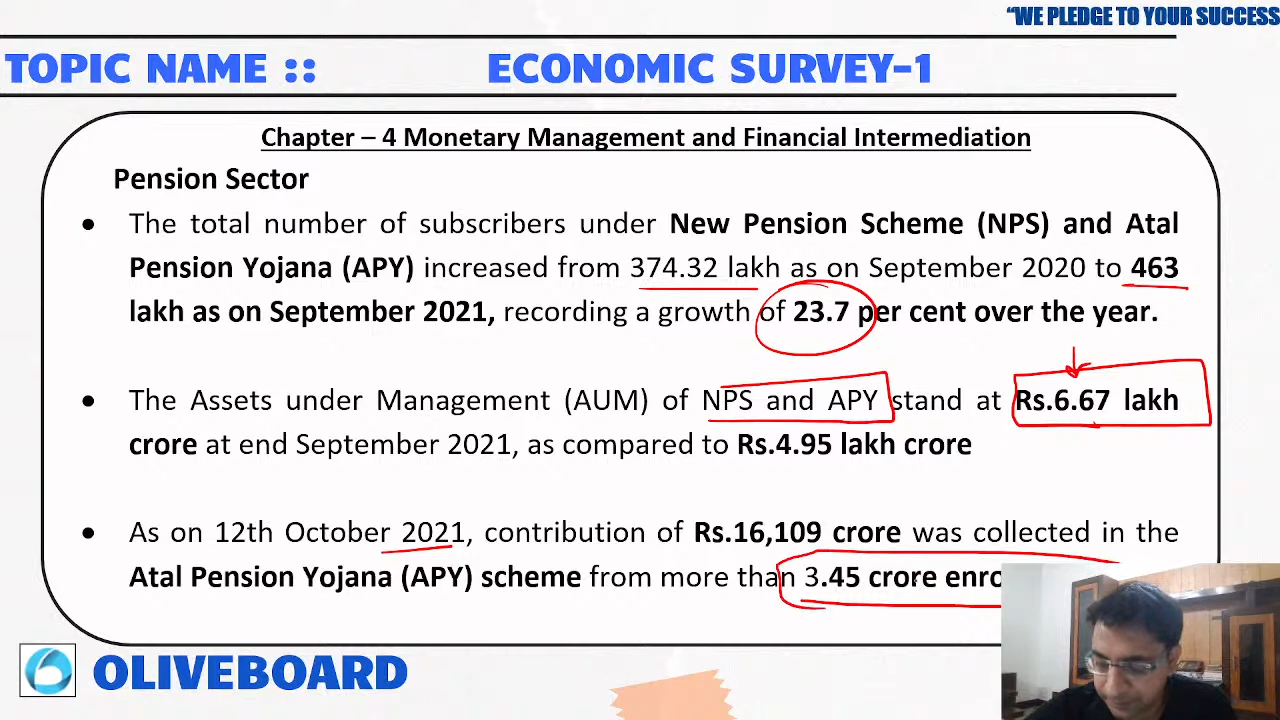 “WE PLEDGE TO YOUR SUCCESS
TOPIC NAME :: ECONOMIC SURVEY-1
Chapter – 4 Monetary Management and Financial Intermediation
Pension Sector
• The total number of subscribers under New Pension Scheme (NPS) and Atal
Pension Yojana (APY) increased from 374.32 lakh as on September 2020 to 463
lakh as on September 2021, recording a growth of 23.7 per cent over the year.
• The Assets under Management (AUM) of NPS and APY stand at Rs.6.67 lakh
crore at end September 2021, as compared to Rs.4.95 lakh crore
• As on 12th October 2021, contribution of Rs.16,109 crore was collected in the
Atal Pension Yojana (APY) scheme from more than 3.45 crore
OLIVEBOARD